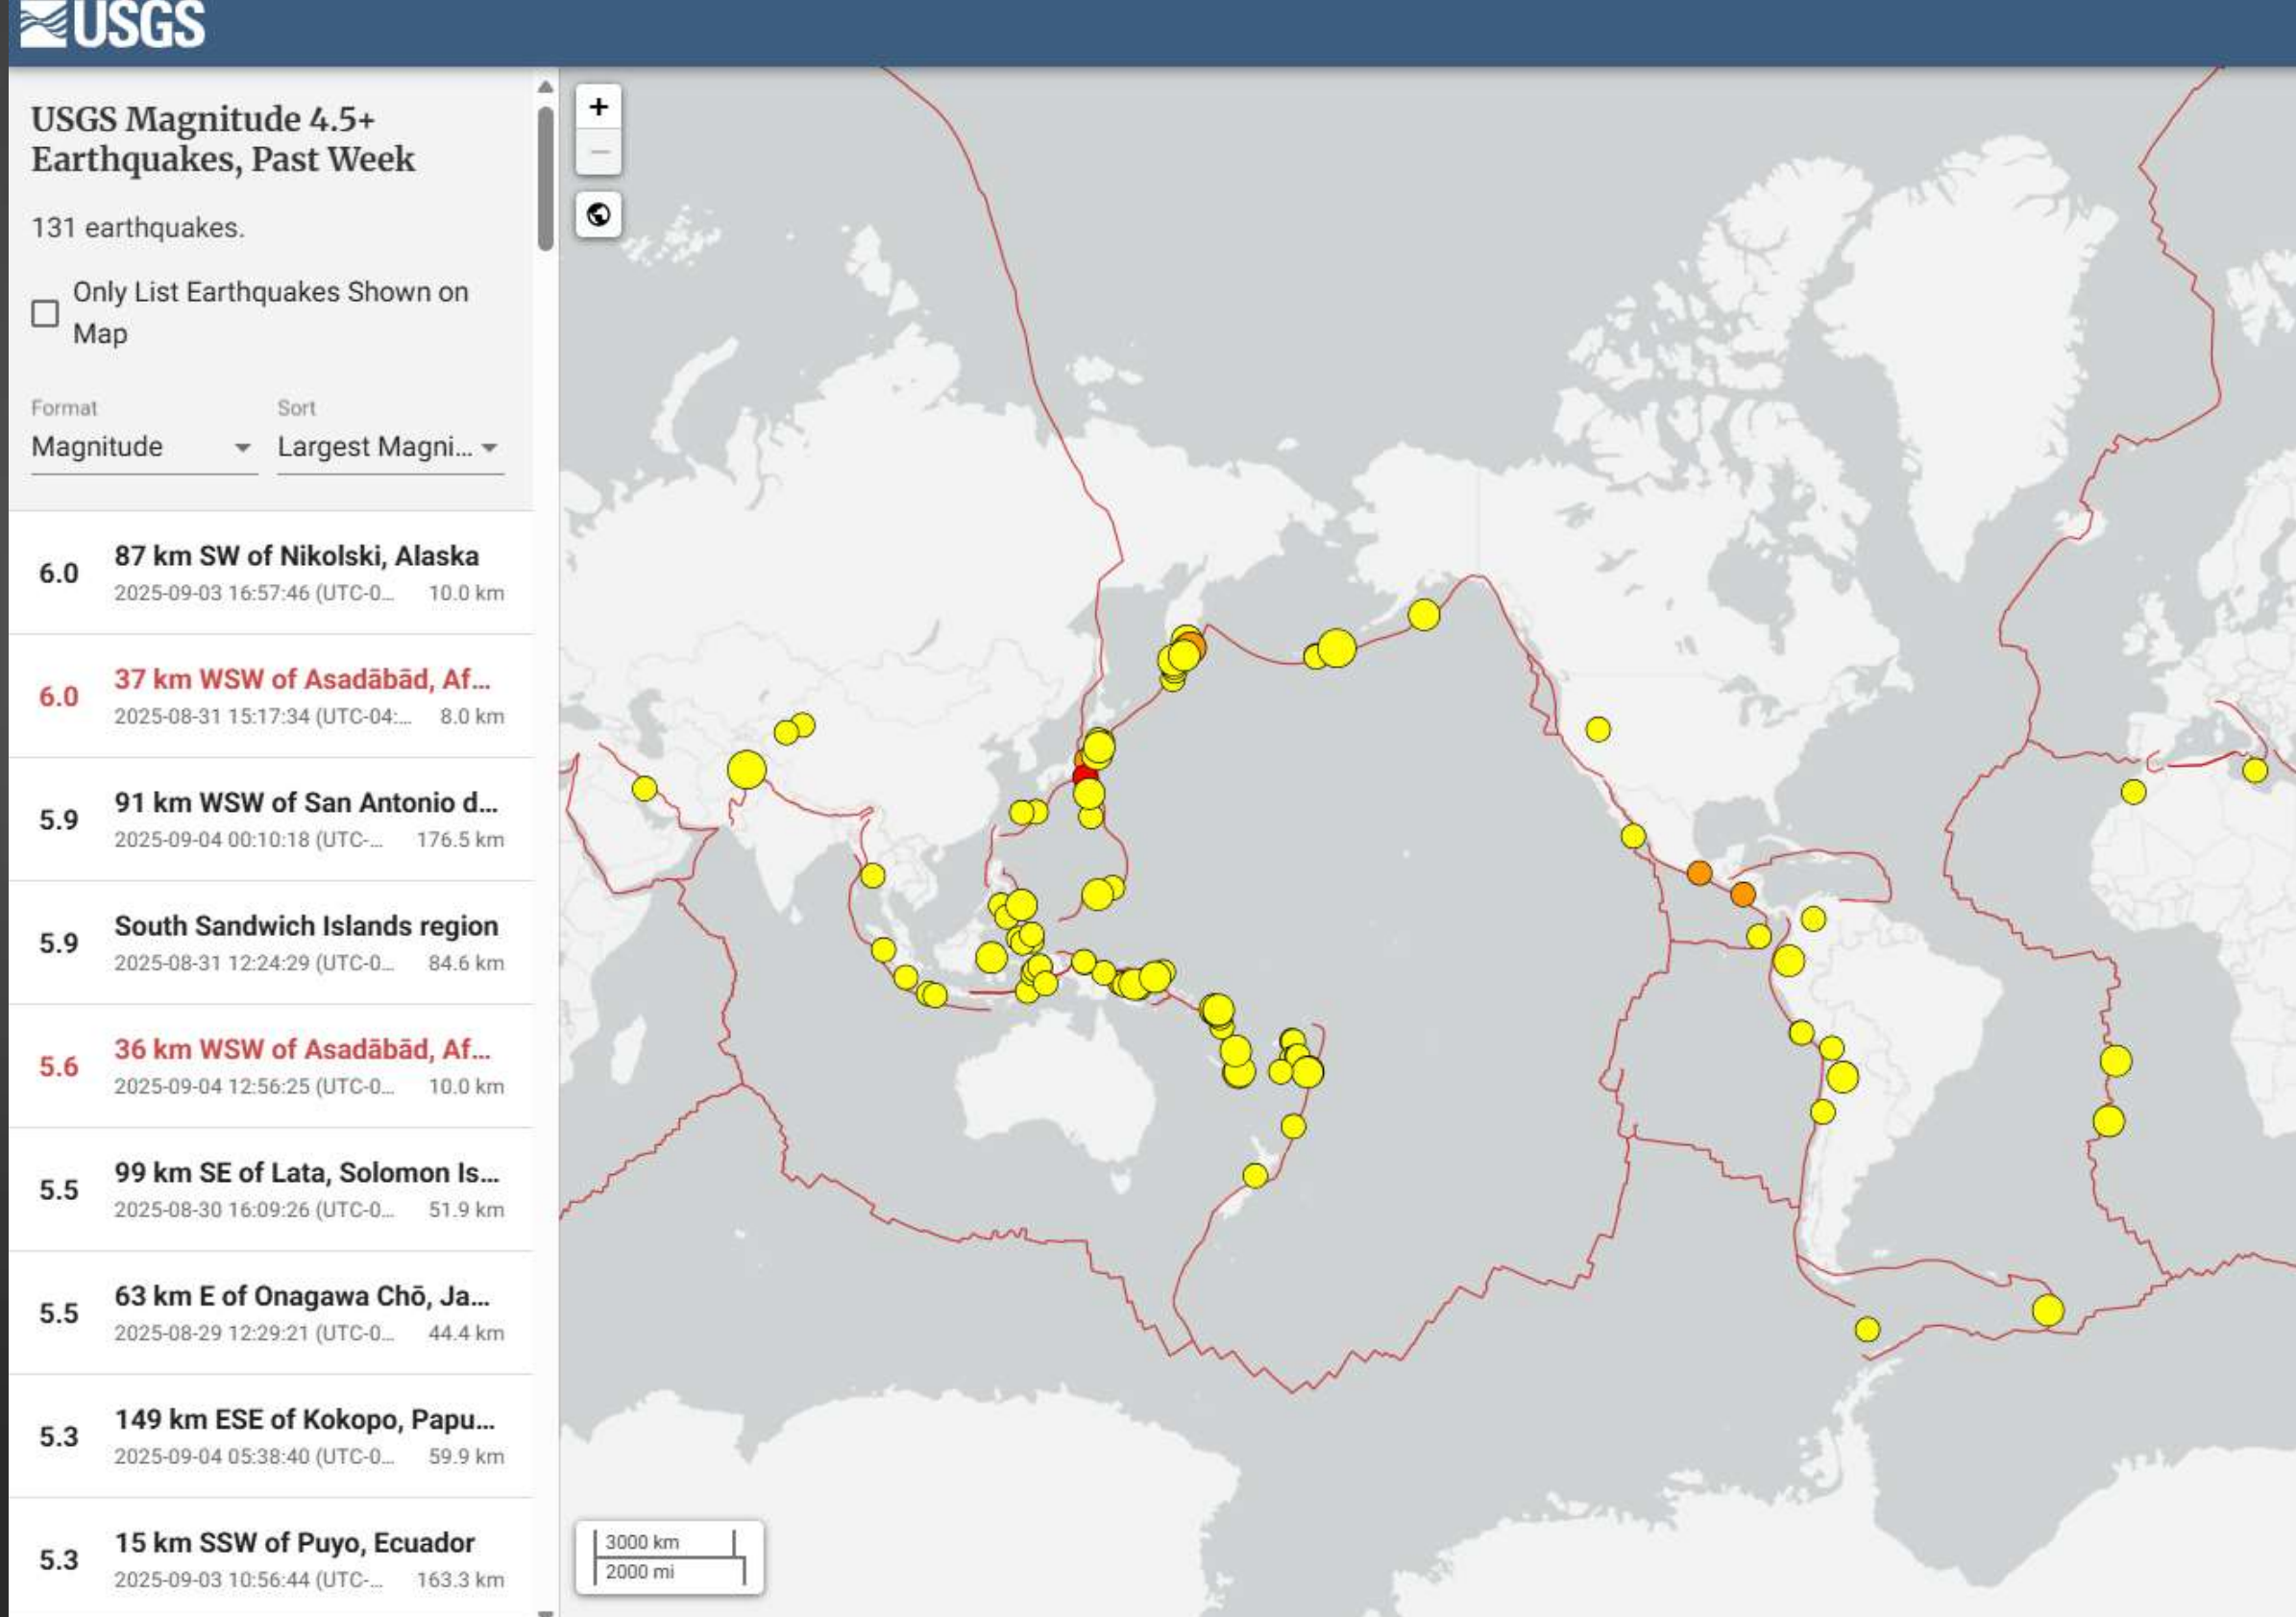 USGS
USGS Magnitude 4.5+
Earthquakes, Past Week
131 earthquakes.
Only List Earthquakes Shown on
Map
Format
Sort
Magnitude
Largest Magni...
6.0
87 km SW of Nikolski, Alaska
2025-09-03 16:57:46 (UTC-0... 10.0 km
6.0
37 km WSW of Asadābād, Af...
2025-08-31 15:17:34 (UTC-04:... 8.0 km
5.9
91 km WSW of San Antonio d...
2025-09-04 00:10:18 (UTC-... 176.5 km
5.9
South Sandwich Islands region
2025-08-31 12:24:29 (UTC-0... 84.6 km
5.6
36 km WSW of Asadābād, Af...
2025-09-04 12:56:25 (UTC-0... 10.0 km
5.5
99 km SE of Lata, Solomon Is...
2025-08-30 16:09:26 (UTC-0... 51.9 km
5.5
63 km E of Onagawa Chō, Ja...
2025-08-29 12:29:21 (UTC-0... 44.4 km
5.3
149 km ESE of Kokopo, Papu...
2025-09-04 05:38:40 (UTC-0... 59.9 km
5.3
15 km SSW of Puyo, Ecuador
2025-09-03 10:56:44 (UTC-... 163.3 km
+
−
3000 km
2000 mi